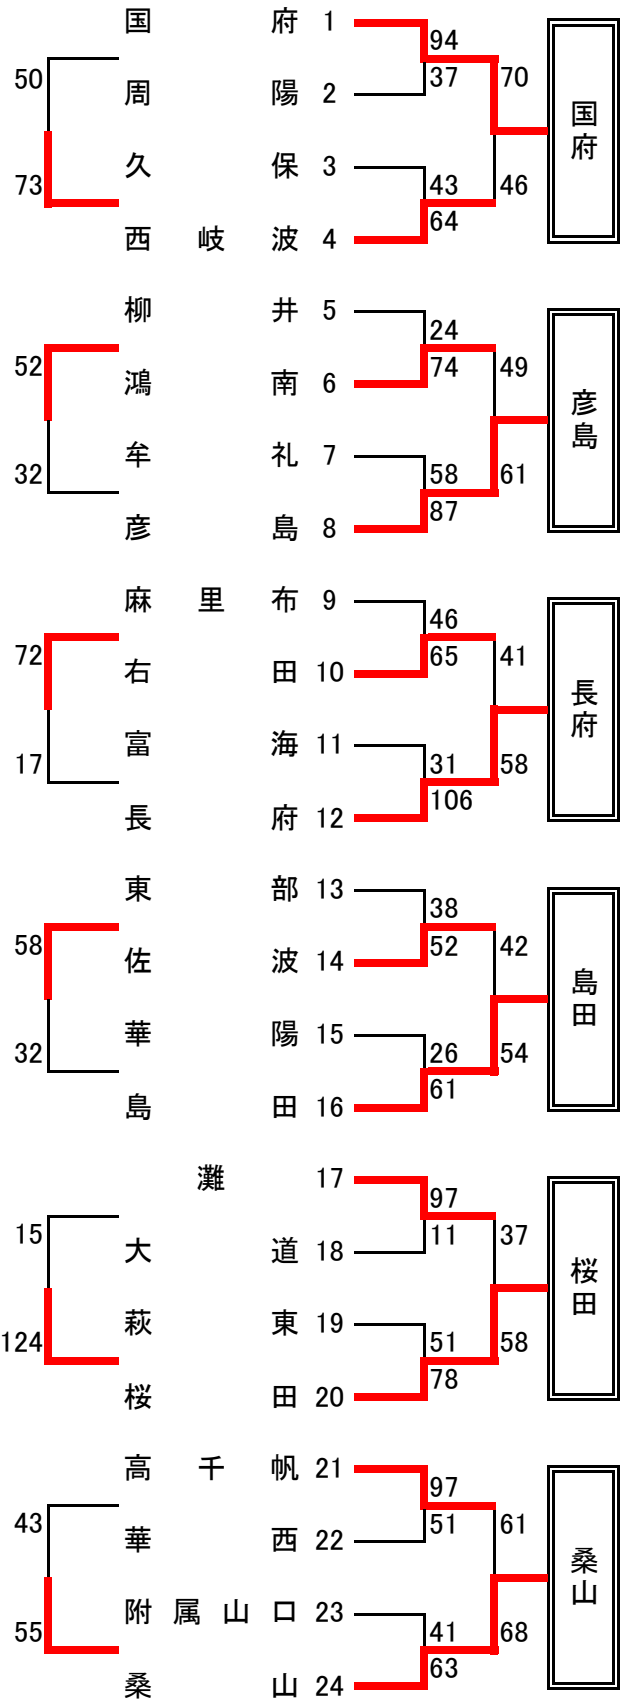 国府 1
94
37
70
50
周陽 2
国府
久保 3
43
64
46
73
西岐波 4
柳井 5
24
74
49
52
鴻南 6
彦島
牟礼 7
58
87
61
32
彦島 8
麻里布 9
46
65
41
72
右田 10
長府
富海 11
31
106
58
17
長府 12
東部 13
38
52
42
58
佐波 14
島田
華陽 15
26
61
54
32
島田 16
灘 17
97
11
37
15
大道 18
桜田
萩東 19
51
78
58
124
桜田 20
高千帆 21
97
51
61
43
華西 22
桑山
附属山口 23
41
63
68
55
桑山 24